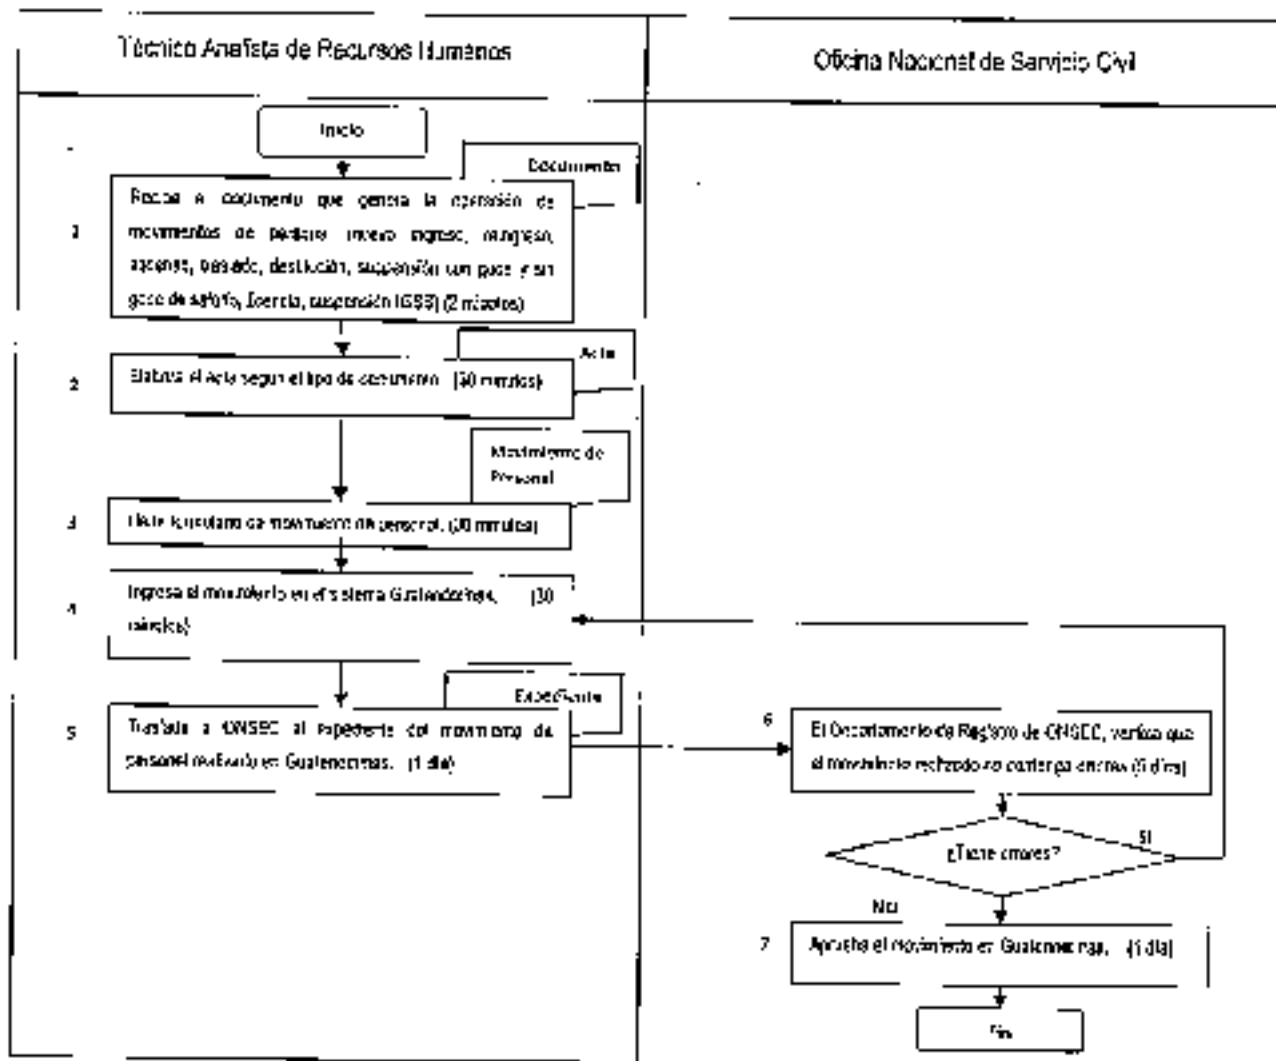 Técnico Analista de Recursos Humanos
Oficina Nacional de Servicio Civil
Inicio
Documento
1
Recibe el documento que genera la operación de
movimientos de personal (nuevo ingreso, reingreso,
ascenso, traslado, destitución, suspensión con goce y sin
goce de salario, licencia, suspensión IGSS) (2 minutos)
Acta
2
Elabora el Acta según el tipo de documento. (30 minutos)
Movimiento de
Personal
3
formulario de movimiento de personal. (30 minutos)
4
Ingresa el movimiento en el sistema Guatenóminas. (30
minutos)
Expediente
5
Traslada a ONSEC el expediente del movimiento de
personal realizado en Guatenominas. (1 día)
6
El Departamento de Registro de ONSEC, verifica que
el movimiento realizado no contenga errores (5 días)
¿Tiene errores?
SI
No
7
Aprueba el movimiento en Guatenominas. (1 día)
Fin